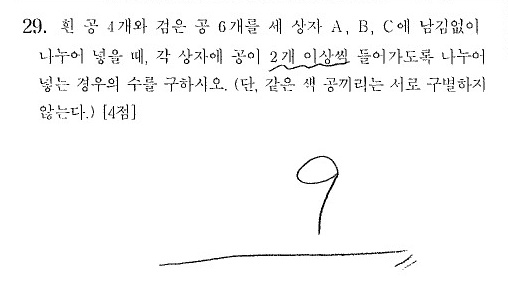 29. 흰 공 4개와 검은 공 6개를 세 상자 A, B, C에 남김없이
나누어 넣을 때, 각 상자에 공이 2개 이상씩 들어가도록 나누어
넣는 경우의 수를 구하시오. (단, 같은 색 공끼리는 서로 구별하지
않는다.) [4점]
9